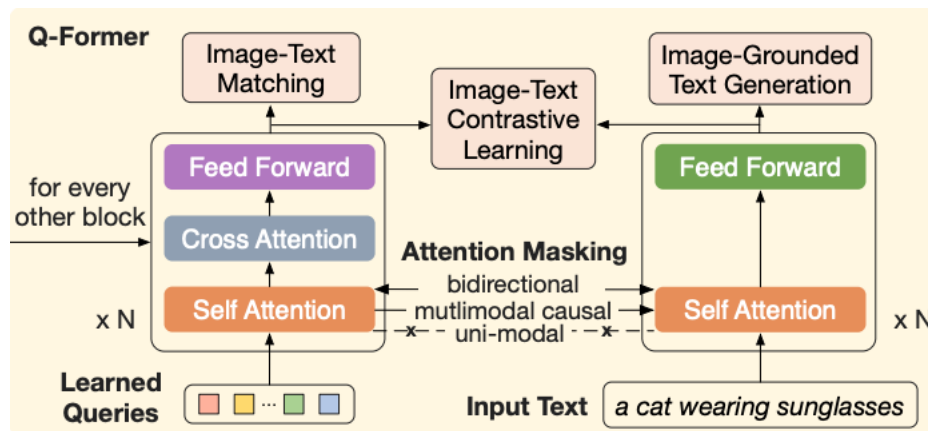 Q-Former
Image-Text
Matching
Image-Text
Contrastive
Learning
Image-Grounded
Text Generation
for every
other block
Feed Forward
Cross Attention
Self Attention
x N
Attention Masking
bidirectional
mutlimodal causal
uni-modal
x
x
Feed Forward
Self Attention
x N
Learned
Queries
...
Input Text
a cat wearing sunglasses